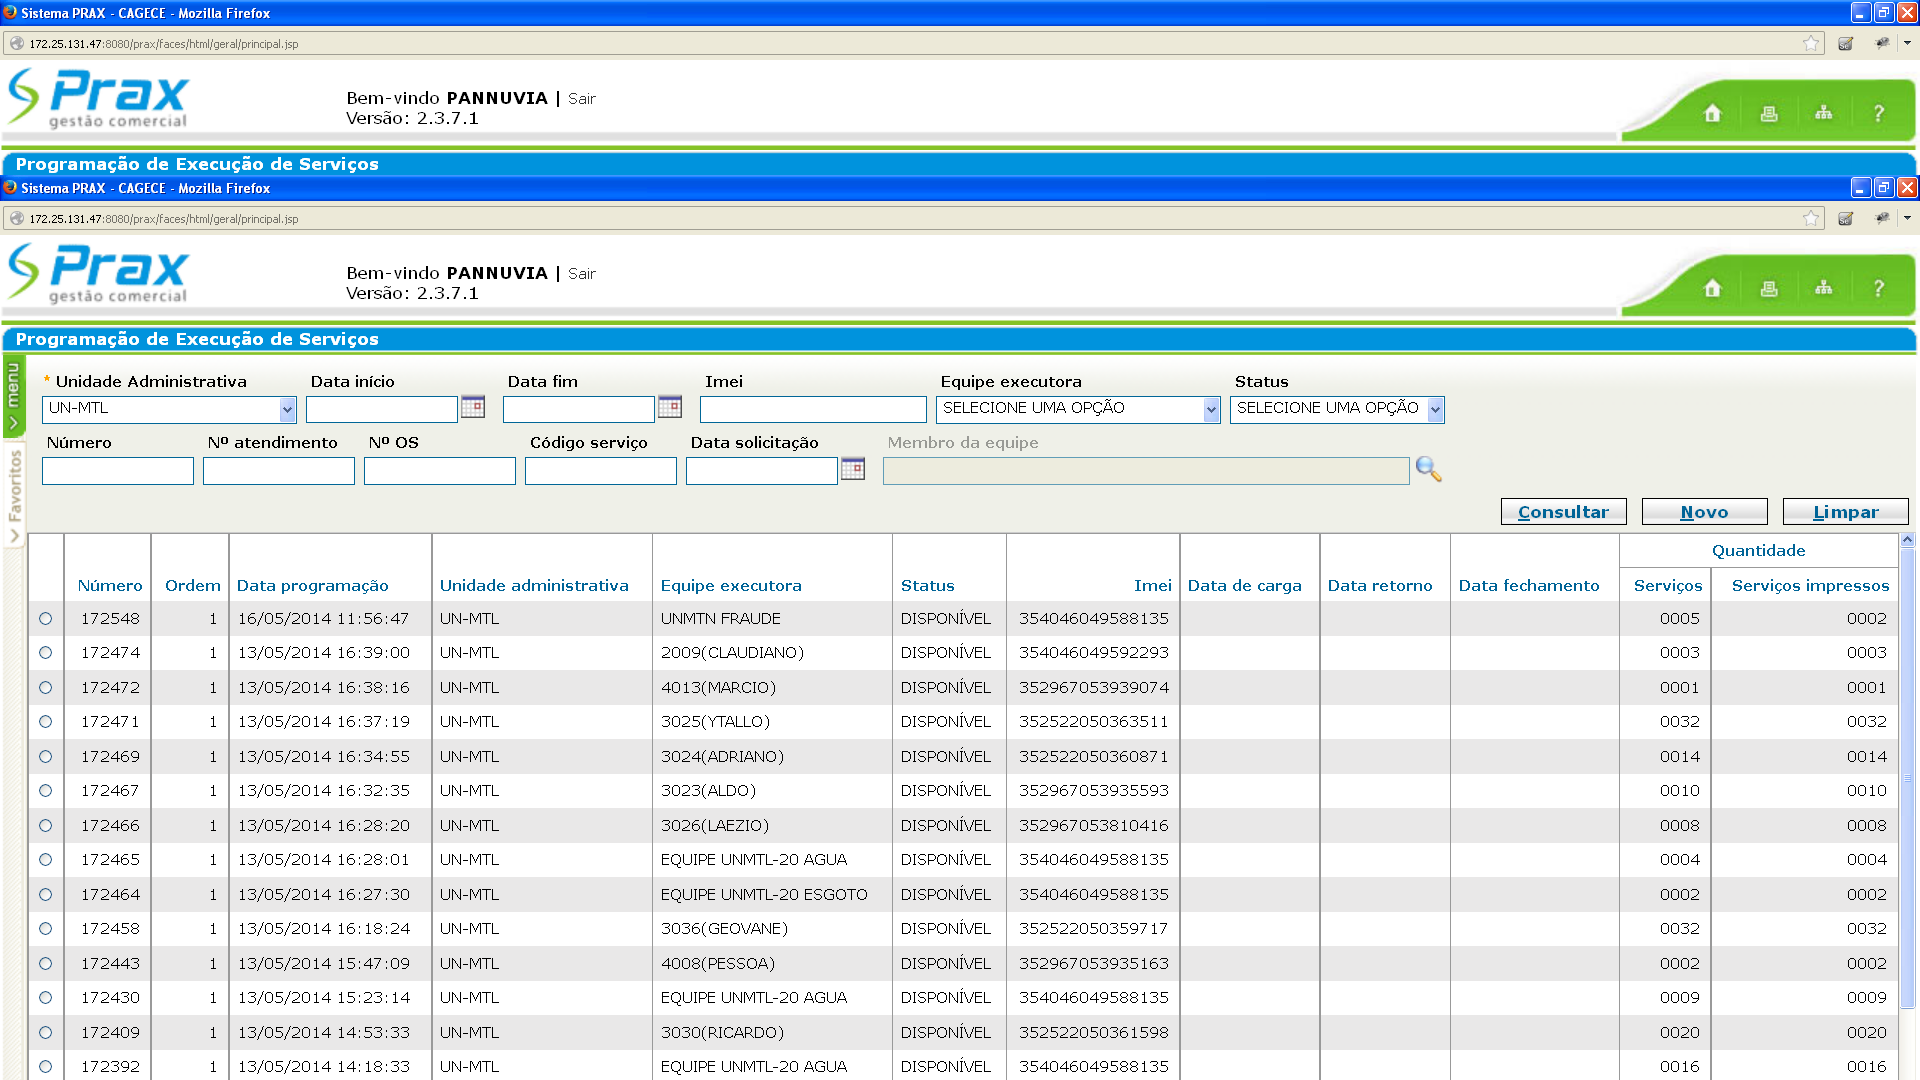 Sistema PRAX - CAGECE - Mozilla Firefox
172.25.131.47:8080/prax/faces/html/geral/principal.jsp
Prax
gestão comercial
Bem-vindo PANNUVIA | Sair
Versão: 2.3.7.1
?
Programação de Execução de Serviços
Sistema PRAX - CAGECE - Mozilla Firefox
172.25.131.47:8080/prax/faces/html/geral/principal.jsp
Prax
gestão comercial
Bem-vindo PANNUVIA | Sair
Versão: 2.3.7.1
?
Programação de Execução de Serviços
menu
Favoritos
* Unidade Administrativa Data início Data fim Imei Equipe executora Status
UN-MTL SELECIONE UMA OPÇÃO SELECIONE UMA OPÇÃO
Número Nº atendimento Nº OS Código serviço Data solicitação Membro da equipe
Consultar Novo Limpar
Quantidade
Número Ordem Data programação Unidade administrativa Equipe executora Status Imei Data de carga Data retorno Data fechamento Serviços Serviços impressos
172548 1 16/05/2014 11:56:47 UN-MTL UNMTN FRAUDE DISPONÍVEL 354046049588135 0005 0002
172474 1 13/05/2014 16:39:00 UN-MTL 2009(CLAUDIANO) DISPONÍVEL 354046049592293 0003 0003
172472 1 13/05/2014 16:38:16 UN-MTL 4013(MARCIO) DISPONÍVEL 352967053939074 0001 0001
172471 1 13/05/2014 16:37:19 UN-MTL 3025(YTALLO) DISPONÍVEL 352522050363511 0032 0032
172469 1 13/05/2014 16:34:55 UN-MTL 3024(ADRIANO) DISPONÍVEL 352522050360871 0014 0014
172467 1 13/05/2014 16:32:35 UN-MTL 3023(ALDO) DISPONÍVEL 352967053935593 0010 0010
172466 1 13/05/2014 16:28:20 UN-MTL 3026(LAEZIO) DISPONÍVEL 352967053810416 0008 0008
172465 1 13/05/2014 16:28:01 UN-MTL EQUIPE UNMTL-20 AGUA DISPONÍVEL 354046049588135 0004 0004
172464 1 13/05/2014 16:27:30 UN-MTL EQUIPE UNMTL-20 ESGOTO DISPONÍVEL 354046049588135 0002 0002
172458 1 13/05/2014 16:18:24 UN-MTL 3036(GEOVANE) DISPONÍVEL 352522050359717 0032 0032
172443 1 13/05/2014 15:47:09 UN-MTL 4008(PESSOA) DISPONÍVEL 352967053935163 0002 0002
172430 1 13/05/2014 15:23:14 UN-MTL EQUIPE UNMTL-20 AGUA DISPONÍVEL 354046049588135 0009 0009
172409 1 13/05/2014 14:53:33 UN-MTL 3030(RICARDO) DISPONÍVEL 352522050361598 0020 0020
172392 1 13/05/2014 14:18:33 UN-MTL EQUIPE UNMTL-20 AGUA DISPONÍVEL 354046049588135 0016 0016